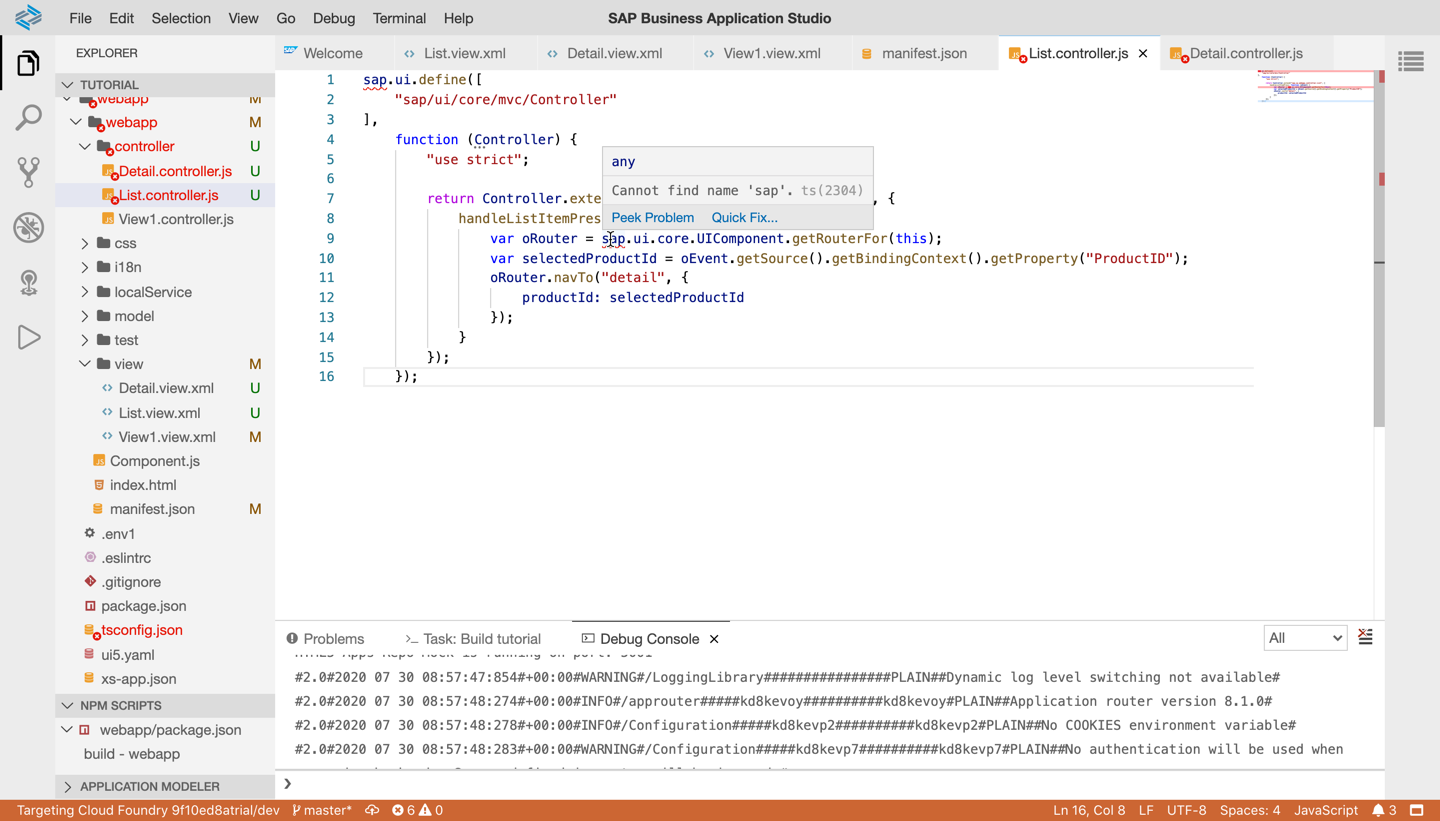 File Edit Selection View Go Debug Terminal Help
SAP Business Application Studio
EXPLORER
TUTORIAL
webapp M
webapp M
controller U
Detail.controller.js U
List.controller.js U
View1.controller.js
css
i18n
localService
model
test
view M
Detail.view.xml U
List.view.xml U
View1.view.xml M
Component.js
index.html
manifest.json M
.env1
.eslintrc
.gitignore
package.json
tsconfig.json
ui5.yaml
xs-app.json
NPM SCRIPTS
webapp/package.json
build - webapp
APPLICATION MODELER
Welcome List.view.xml Detail.view.xml View1.view.xml manifest.json List.controller.js Detail.controller.js
1 sap.ui.define([
2 "sap/ui/core/mvc/Controller"
3 ],
4 function (Controller) {
5 "use strict";
6
7 return Controller.exte , {
8 handleListItemPres
9 var oRouter = sap.ui.core.UIComponent.getRouterFor(this);
10 var selectedProductId = oEvent.getSource().getBindingContext().getProperty("ProductID");
11 oRouter.navTo("detail", {
12 productId: selectedProductId
13 });
14 }
15 });
16 });
any
Cannot find name 'sap'. ts(2304)
Peek Problem Quick Fix...
Problems >_ Task: Build tutorial Debug Console All
#2.0#2020 07 30 08:57:47:854#+00:00#WARNING#/LoggingLibrary################PLAIN##Dynamic log level switching not available#
#2.0#2020 07 30 08:57:48:274#+00:00#INFO#/approuter#####kd8kevoy##########kd8kevoy#PLAIN##Application router version 8.1.0#
#2.0#2020 07 30 08:57:48:278#+00:00#INFO#/Configuration#####kd8kevp2##########kd8kevp2#PLAIN##No COOKIES environment variable#
#2.0#2020 07 30 08:57:48:283#+00:00#WARNING#/Configuration#####kd8kevp7##########kd8kevp7#PLAIN##No authentication will be used when
Targeting Cloud Foundry 9f10ed8atrial/dev master* 6 0 Ln 16, Col 8 LF UTF-8 Spaces: 4 JavaScript 3